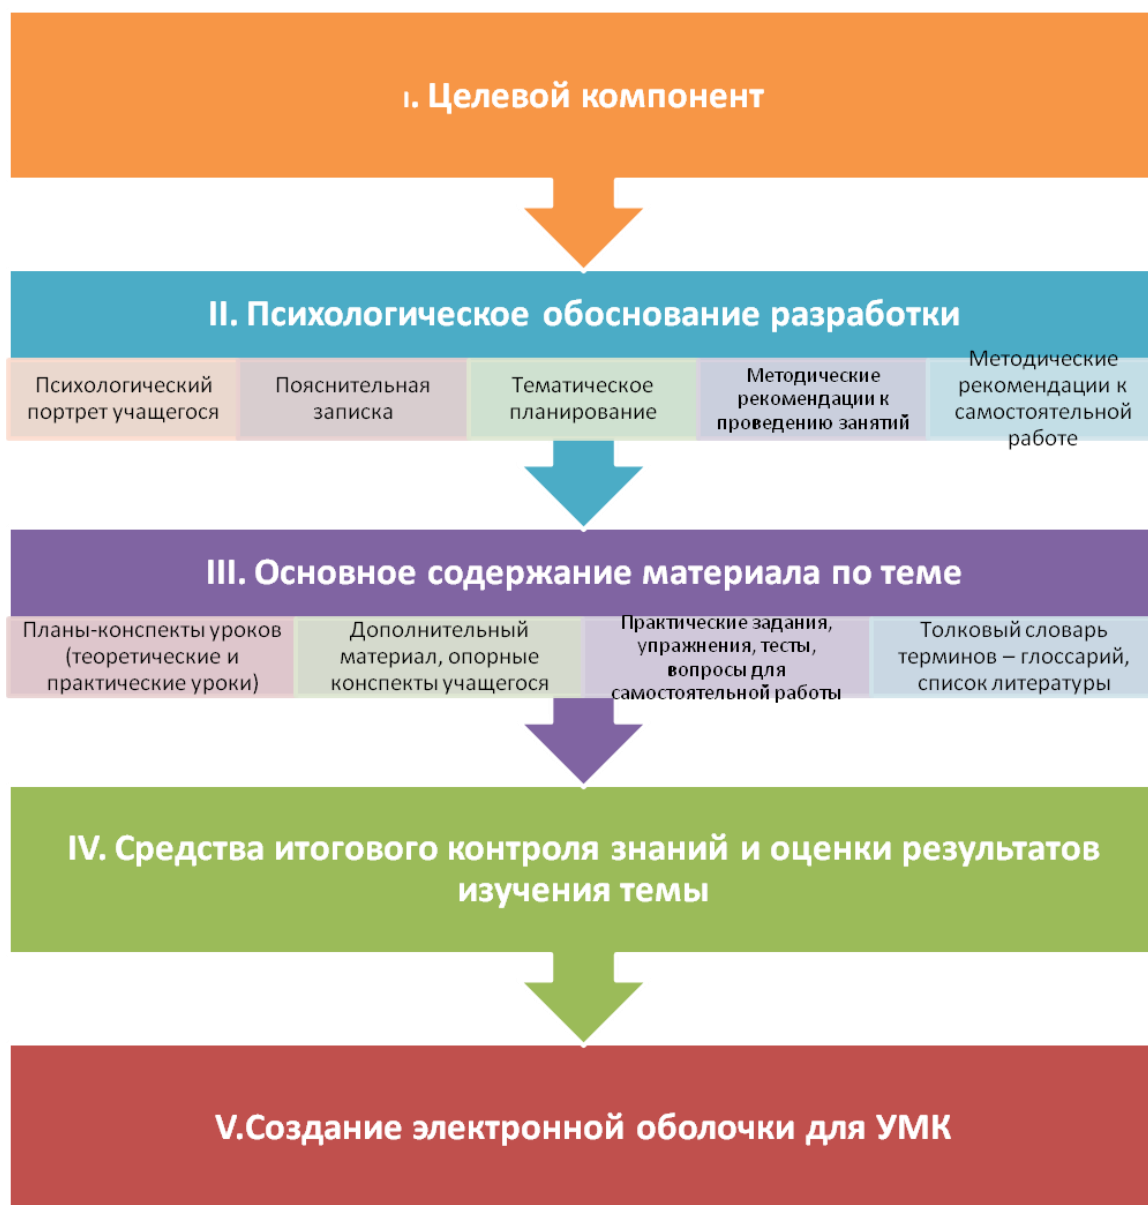 I. Целевой компонент
II. Психологическое обоснование разработки
Психологический
портрет учащегося
Пояснительная
записка
Тематическое
планирование
Методические
рекомендации к
проведению занятий
Методические
рекомендации к
самостоятельной
работе
III. Основное содержание материала по теме
Планы-конспекты уроков
(теоретические и
практические уроки)
Дополнительный
материал, опорные
конспекты учащегося
Практические задания,
упражнения, тесты,
вопросы для
самостоятельной работы
Толковый словарь
терминов – глоссарий,
список литературы
IV. Средства итогового контроля знаний и оценки результатов
изучения темы
V.Создание электронной оболочки для УМК